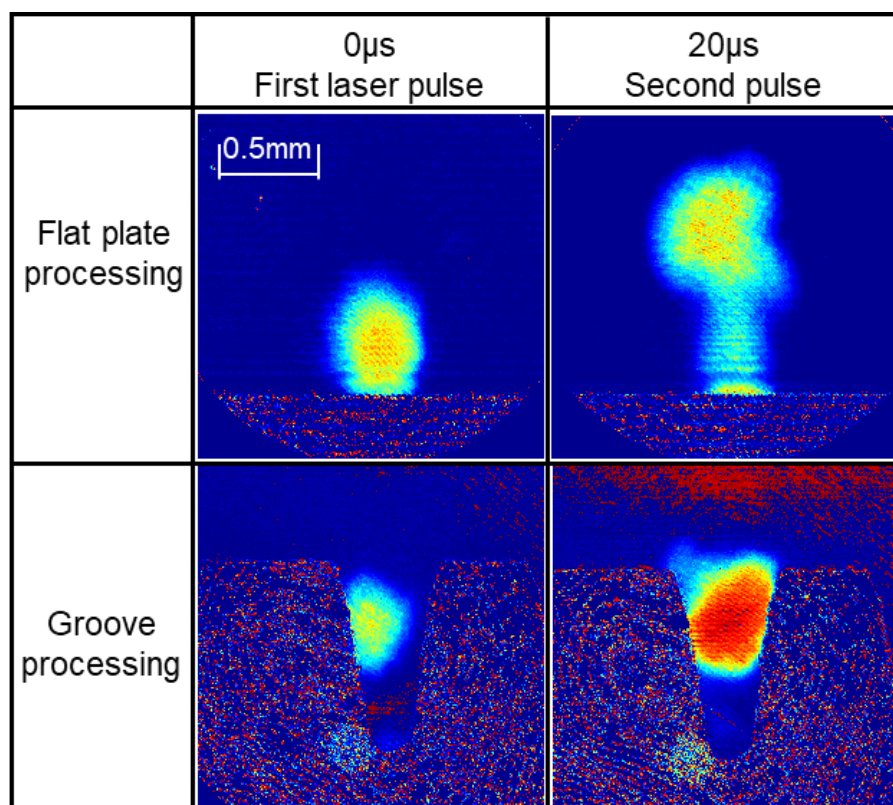 0µs
First laser pulse
20µs
Second pulse
0.5mm
Flat plate
processing
Groove
processing